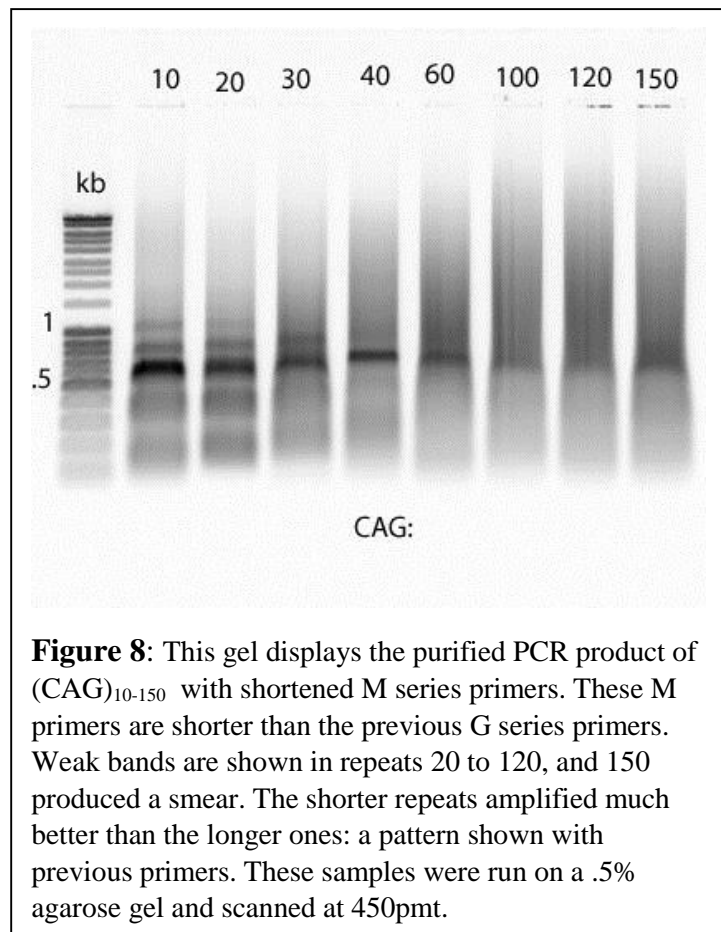 10 20 30 40 60 100 120 150
kb
1
.5
CAG:
Figure 8: This gel displays the purified PCR product of
(CAG)10-150 with shortened M series primers. These M
primers are shorter than the previous G series primers.
Weak bands are shown in repeats 20 to 120, and 150
produced a smear. The shorter repeats amplified much
better than the longer ones: a pattern shown with
previous primers. These samples were run on a .5%
agarose gel and scanned at 450pmt.